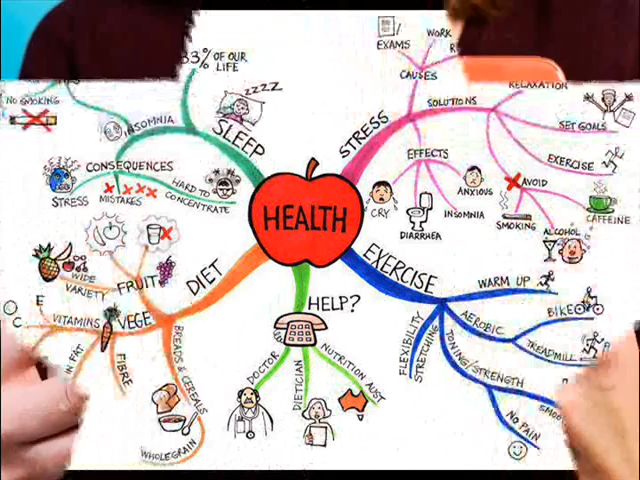 33% OF OUR
LIFE
NO SMOKING
INSOMNIA
SLEEP
CONSEQUENCES
STRESS
MISTAKES
HARD TO
CONCENTRATE
EXAMS
WORK
CAUSES
STRESS
SOLUTIONS
RELAXATION
SET GOALS
EXERCISE
AVOID
SMOKING
ALCOHOL
CAFFEINE
EFFECTS
CRY
DIARRHEA
INSOMNIA
ANXIOUS
HEALTH
DIET
FRUIT
WIDE
VARIETY
VEGE
VITAMINS
E
C
IN FAT
FIBRE
BREADS & CEREALS
WHOLEGRAIN
HELP?
DOCTOR
DIETICIAN
NUTRITION AUST
EXERCISE
WARM UP
AEROBIC
BIKE
TREADMILL
FLEXIBILITY
STRETCHING
TONING/STRENGTH
NO PAIN